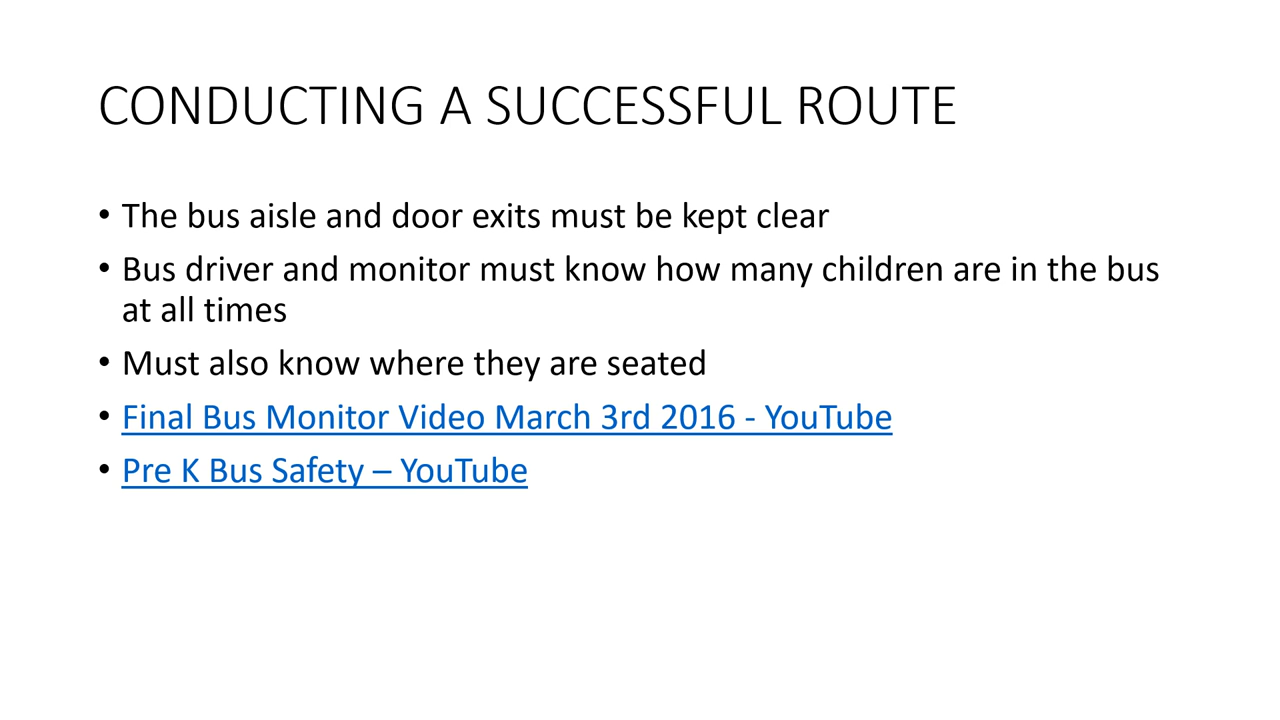 CONDUCTING A SUCCESSFUL ROUTE
• The bus aisle and door exits must be kept clear
• Bus driver and monitor must know how many children are in the bus
at all times
• Must also know where they are seated
• Final Bus Monitor Video March 3rd 2016 - YouTube
• Pre K Bus Safety – YouTube